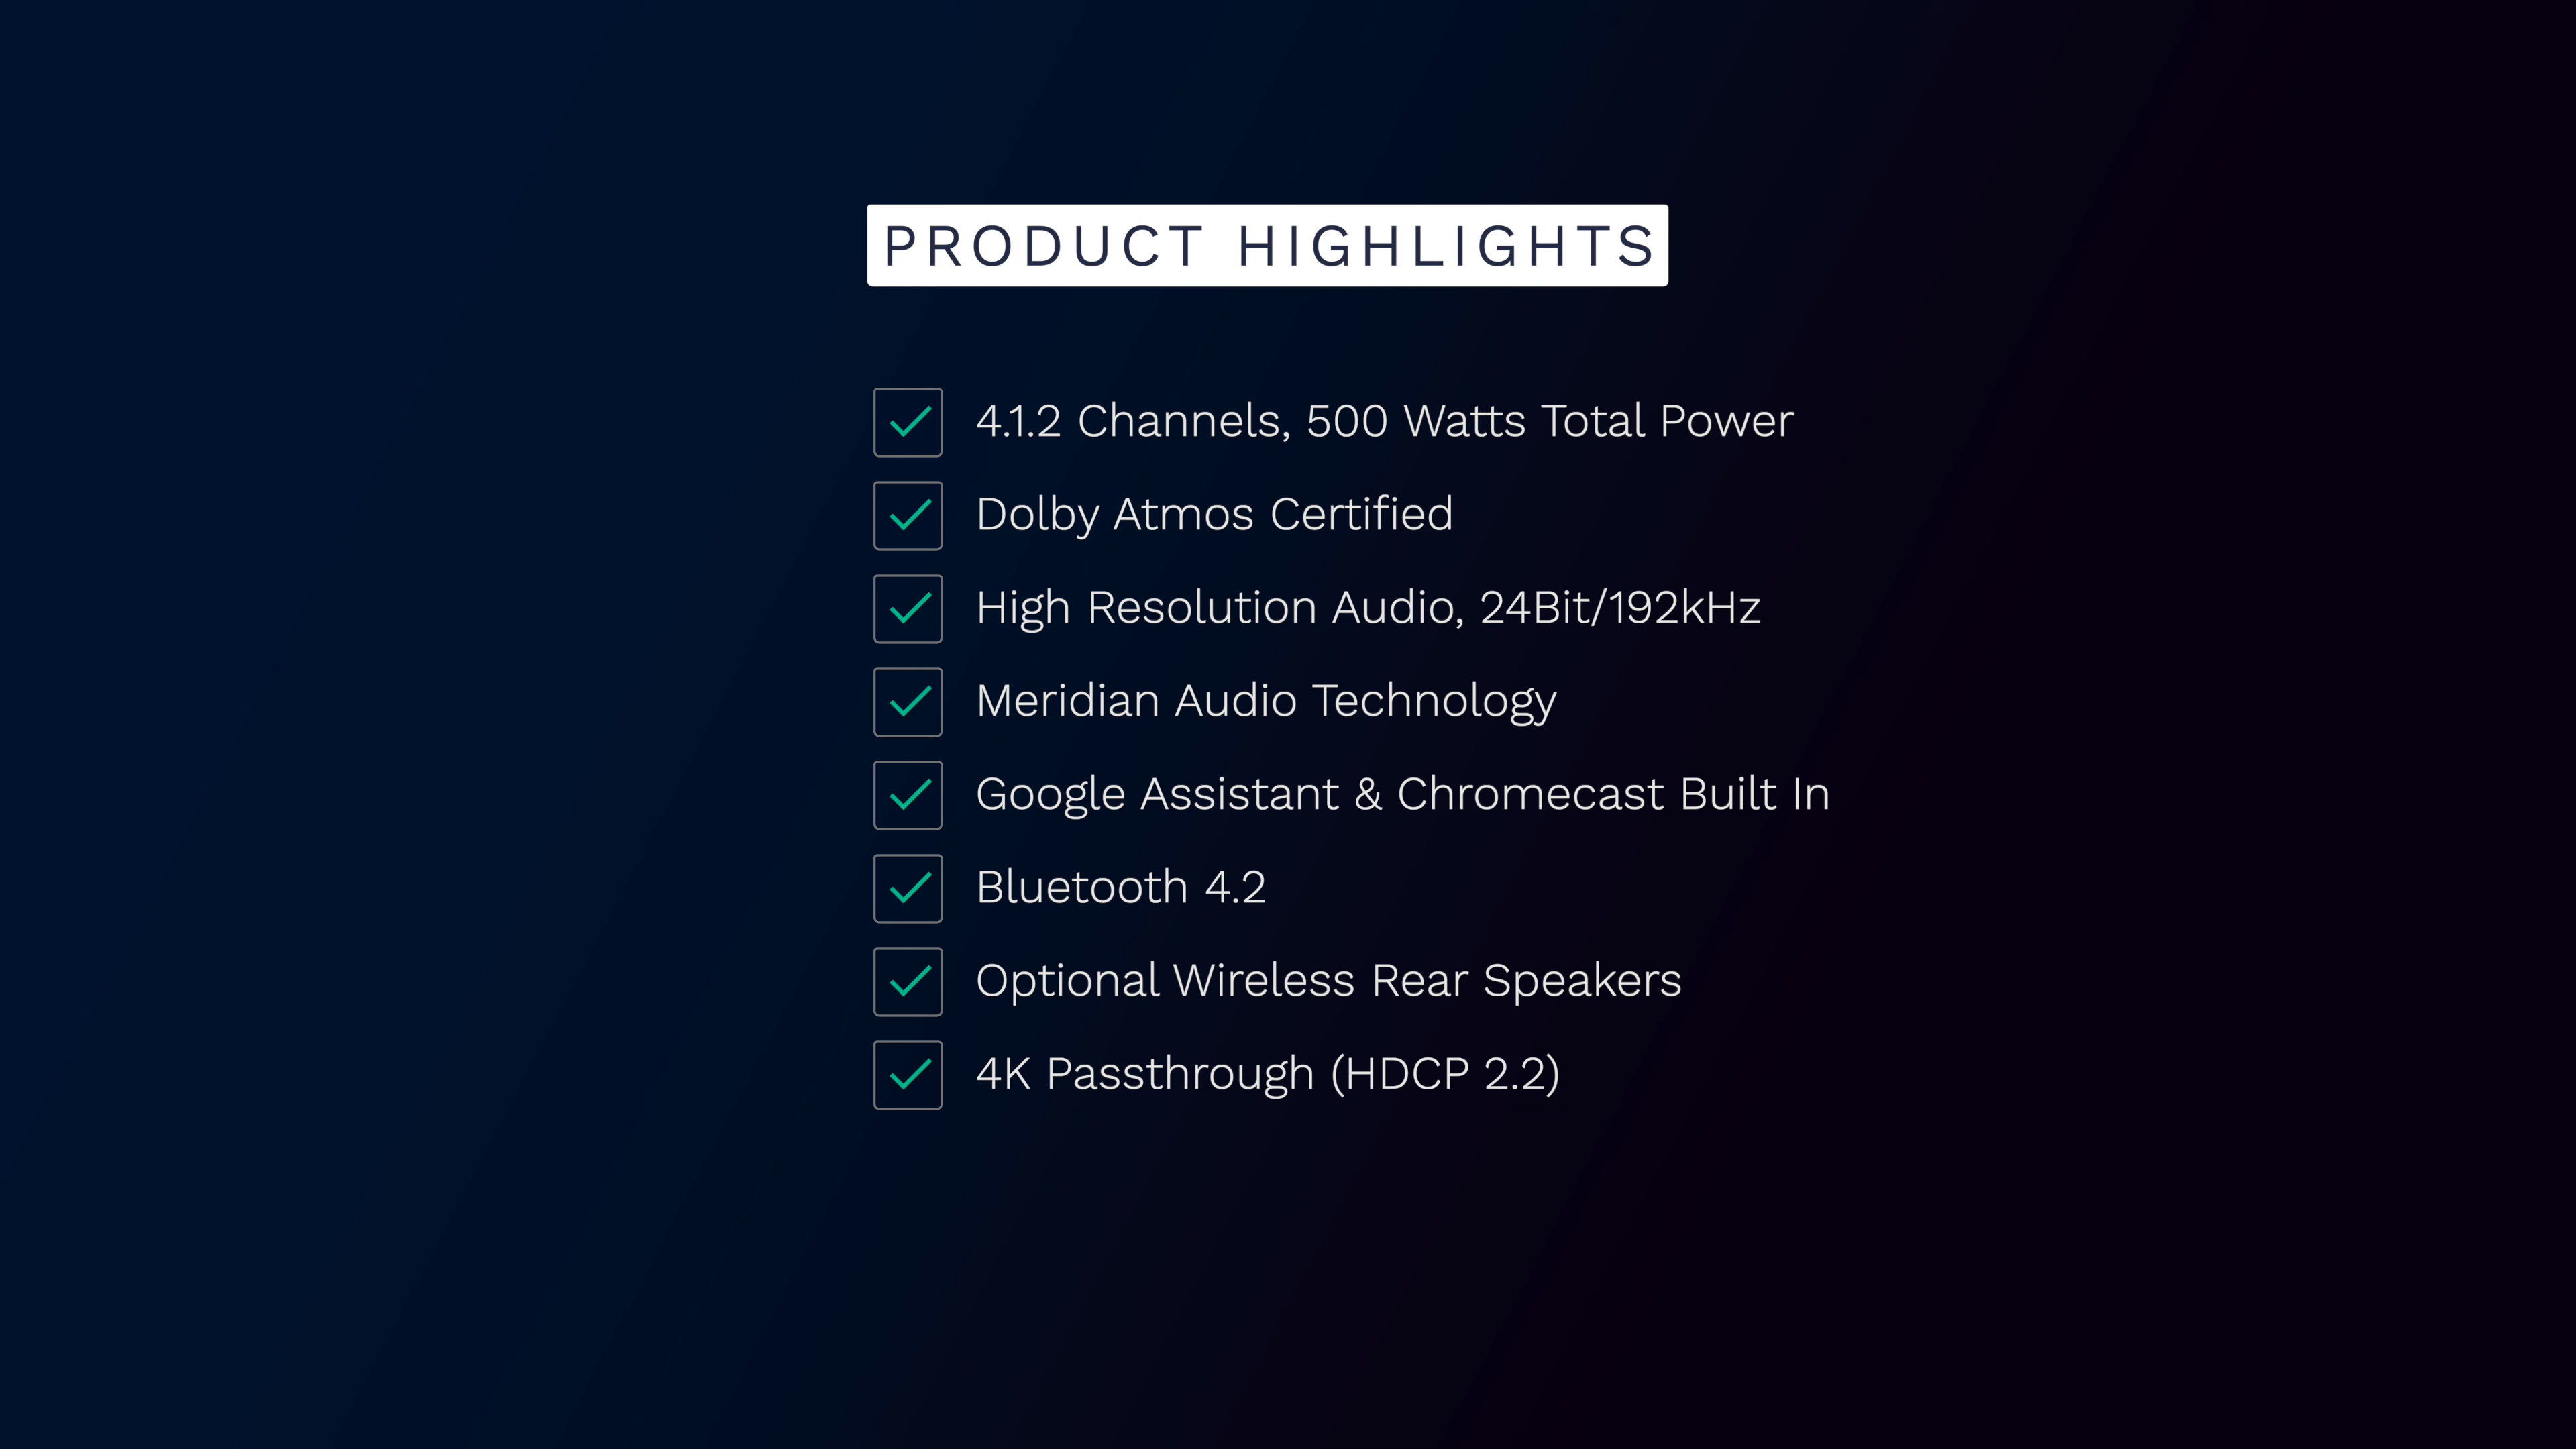 PRODUCT HIGHLIGHTS
4.1.2 Channels, 500 Watts Total Power
Dolby Atmos Certified
High Resolution Audio, 24Bit/192kHz
Meridian Audio Technology
Google Assistant & Chromecast Built In
Bluetooth 4.2
Optional Wireless Rear Speakers
4K Passthrough (HDCP 2.2)